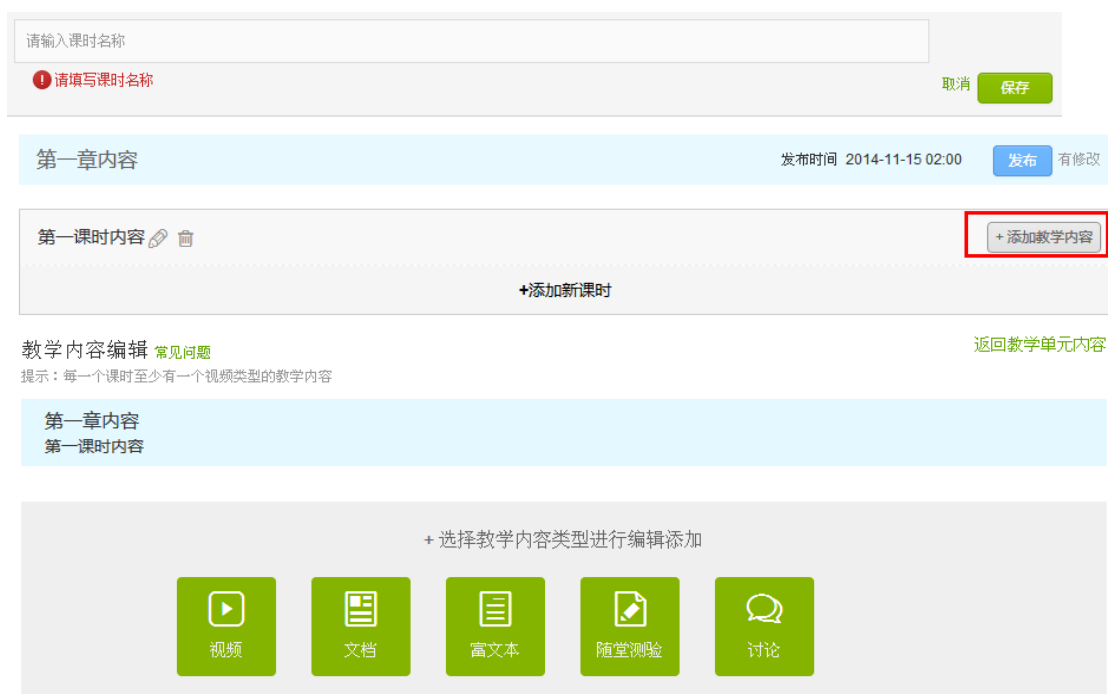 请输入课时名称
请填写课时名称
取消 保存
第一章内容 发布时间 2014-11-15 02:00 发布 有修改
第一课时内容 +添加教学内容
+添加新课时
教学内容编辑 常见问题 返回教学单元内容
提示：每一个课时至少有一个视频类型的教学内容
第一章内容
第一课时内容
+ 选择教学内容类型进行编辑添加
视频 文档 富文本 随堂测验 讨论